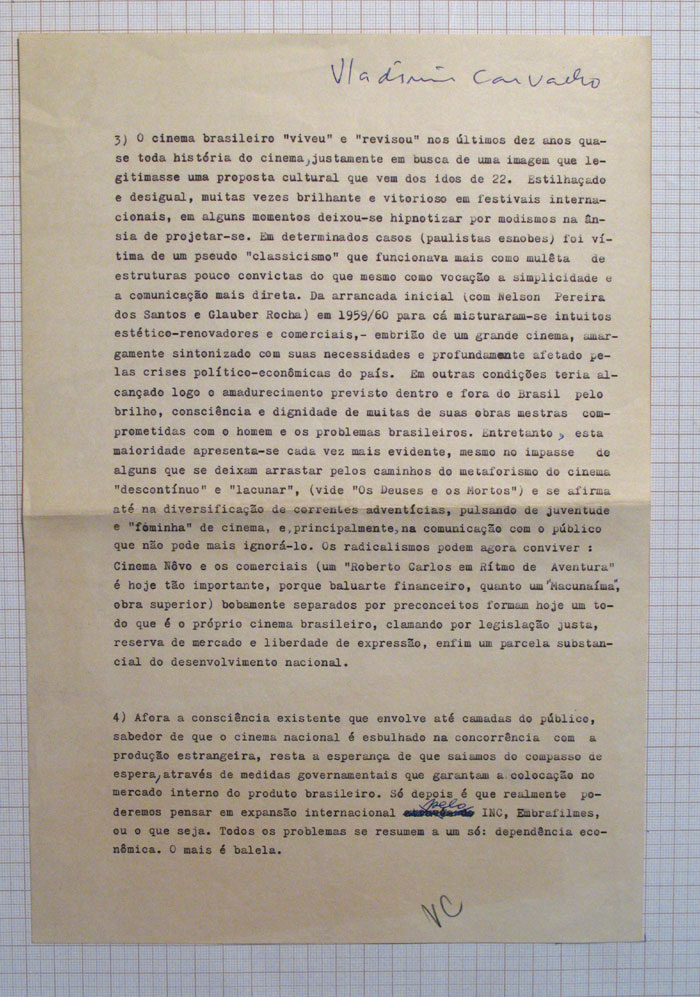 Vladimir Carvalho
3) O cinema brasileiro "viveu" e "revisou" nos últimos dez anos qua-
se toda história do cinema, justamente em busca de uma imagem que le-
gitimasse uma proposta cultural que vem dos idos de 22. Estilhaçado
e desigual, muitas vezes brilhante e vitorioso em festivais interna-
cionais, em alguns momentos deixou-se hipnotizar por modismos na ân-
sia de projetar-se. Em determinados casos (paulistas esnobes) foi ví-
tima de um pseudo "classicismo" que funcionava mais como mulêta de
estruturas pouco convictas do que mesmo como vocação a simplicidade e
a comunicação mais direta. Da arrancada inicial (com Nelson Pereira
dos Santos e Glauber Rocha) em 1959/60 para cá misturaram-se intuitos
estético-renovadores e comerciais,- embrião de um grande cinema, amar-
gamente sintonizado com suas necessidades e profundamente afetado pe-
las crises político-econômicas do país. Em outras condições teria al-
cançado logo o amadurecimento previsto dentro e fora do Brasil pelo
brilho, consciência e dignidade de muitas de suas obras mestras com-
prometidas com o homem e os problemas brasileiros. Entretanto, esta
maioridade apresenta-se cada vez mais evidente, mesmo no impasse de
alguns que se deixam arrastar pelos caminhos do metaforismo do cinema
"descontínuo" e "lacunar", (vide "Os Deuses e os Mortos") e se afirma
até na diversificação de correntes adventícias, pulsando de juventude
e "fominha" de cinema, e, principalmente, na comunicação com o público
que não pode mais ignorá-lo. Os radicalismos podem agora conviver :
Cinema Nôvo e os comerciais (um "Roberto Carlos em Rítmo de Aventura"
é hoje tão importante, porque baluarte financeiro, quanto um "Macunaíma",
obra superior) bobamente separados por preconceitos formam hoje um to-
do que é o próprio cinema brasileiro, clamando por legislação justa,
reserva de mercado e liberdade de expressão, enfim um parcela substan-
cial do desenvolvimento nacional.
4) Afora a consciência existente que envolve até camadas do público,
sabedor de que o cinema nacional é esbulhado na concorrência com a
produção estrangeira, resta a esperança de que saiamos do compasso de
espera, através de medidas governamentais que garantam a colocação no
mercado interno do produto brasileiro. Só depois é que realmente po-
deremos pensar em expansão internacional pelo INC, Embrafilmes,
ou o que seja. Todos os problemas se resumem a um só: dependência eco-
nômica. O mais é balela.
VC